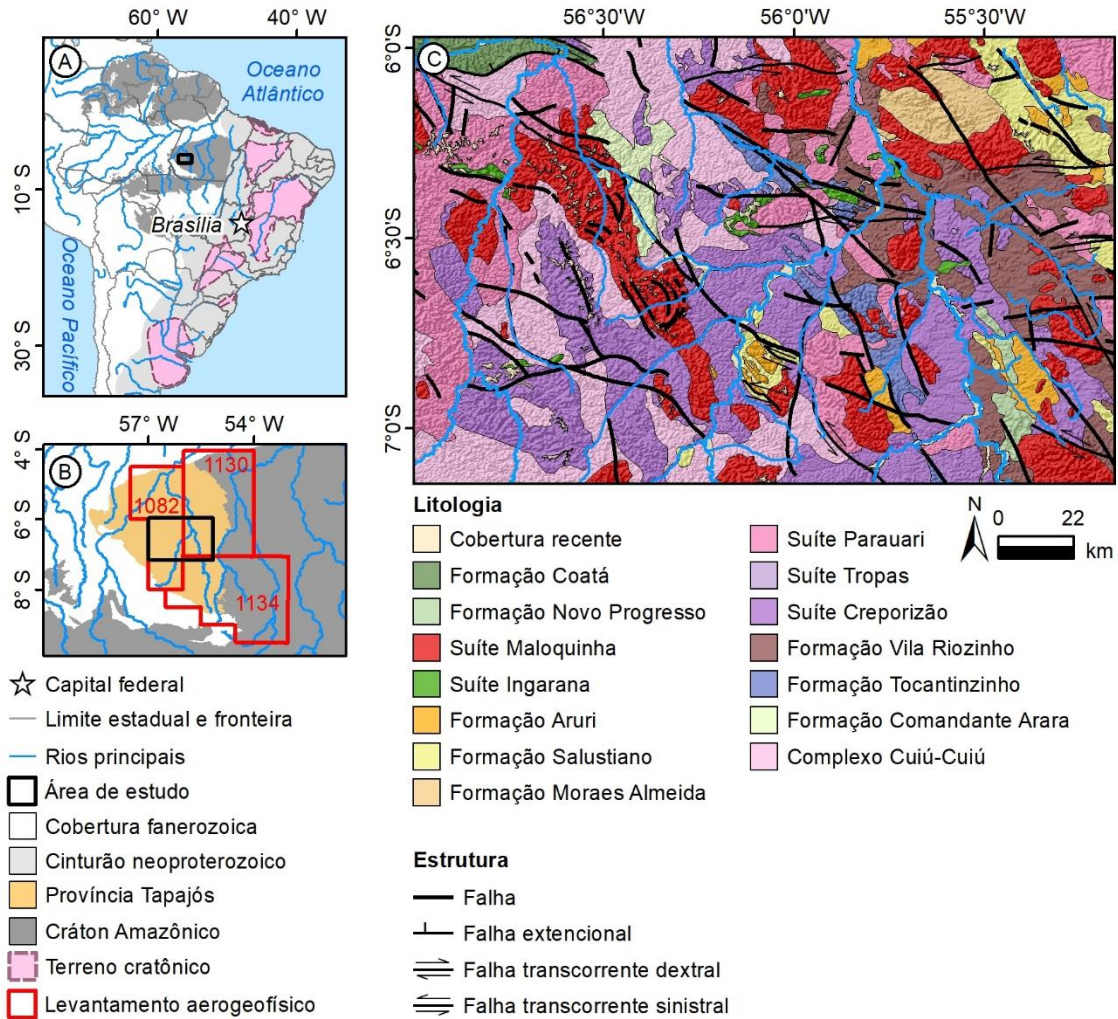 60° W 40° W
A
Oceano
Atlântico
10° S
Brasília
Oceano Pacífico
30° S
57° W 54° W
B
4° S
6° S
8° S
1130
1082
1134
Capital federal
Limite estadual e fronteira
Rios principais
Área de estudo
Cobertura fanerozoica
Cinturão neoproterozoico
Província Tapajós
Cráton Amazônico
Terreno cratônico
Levantamento aerogeofísico
56°30'W 56°00'W 55°30'W
C
6°00'S
6°30'S
7°00'S
Litologia
Cobertura recente
Formação Coatá
Formação Novo Progresso
Suíte Maloquinha
Suíte Ingarana
Formação Aruri
Formação Salustiano
Formação Moraes Almeida
Suíte Parauari
Suíte Tropas
Suíte Creporizão
Formação Vila Riozinho
Formação Tocantinzinho
Formação Comandante Arara
Complexo Cuiú-Cuiú
N
0 22
km
Estrutura
Falha
Falha extencional
Falha transcorrente dextral
Falha transcorrente sinistral